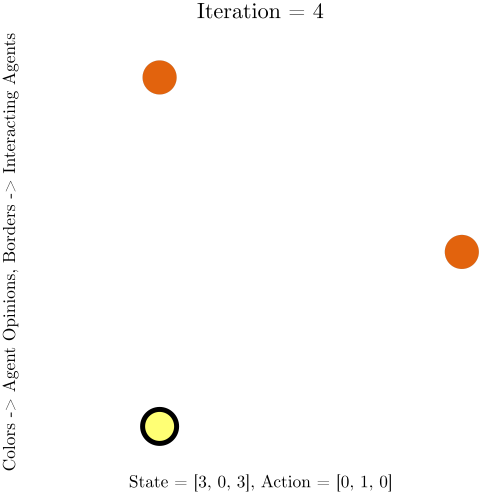 Iteration = 4
Colors -> Agent Opinions, Borders -> Interacting Agents
State = [3, 0, 3], Action = [0, 1, 0]